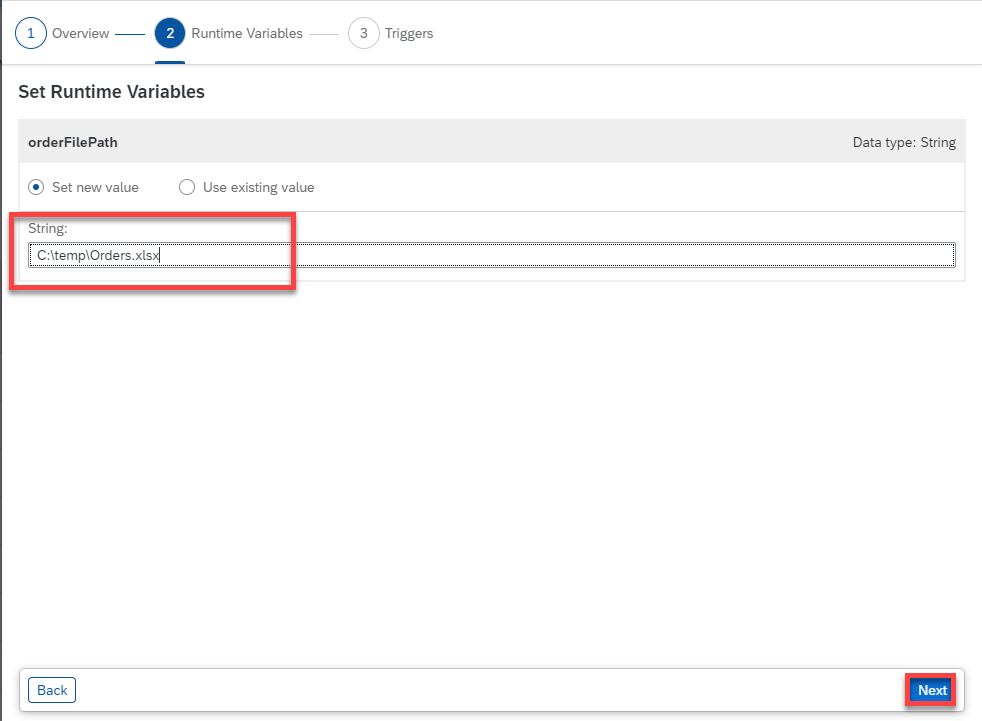 1 Overview 2 Runtime Variables 3 Triggers
Set Runtime Variables
orderFilePath Data type: String
Set new value Use existing value
String:
C:\temp\Orders.xlsx
Back Next